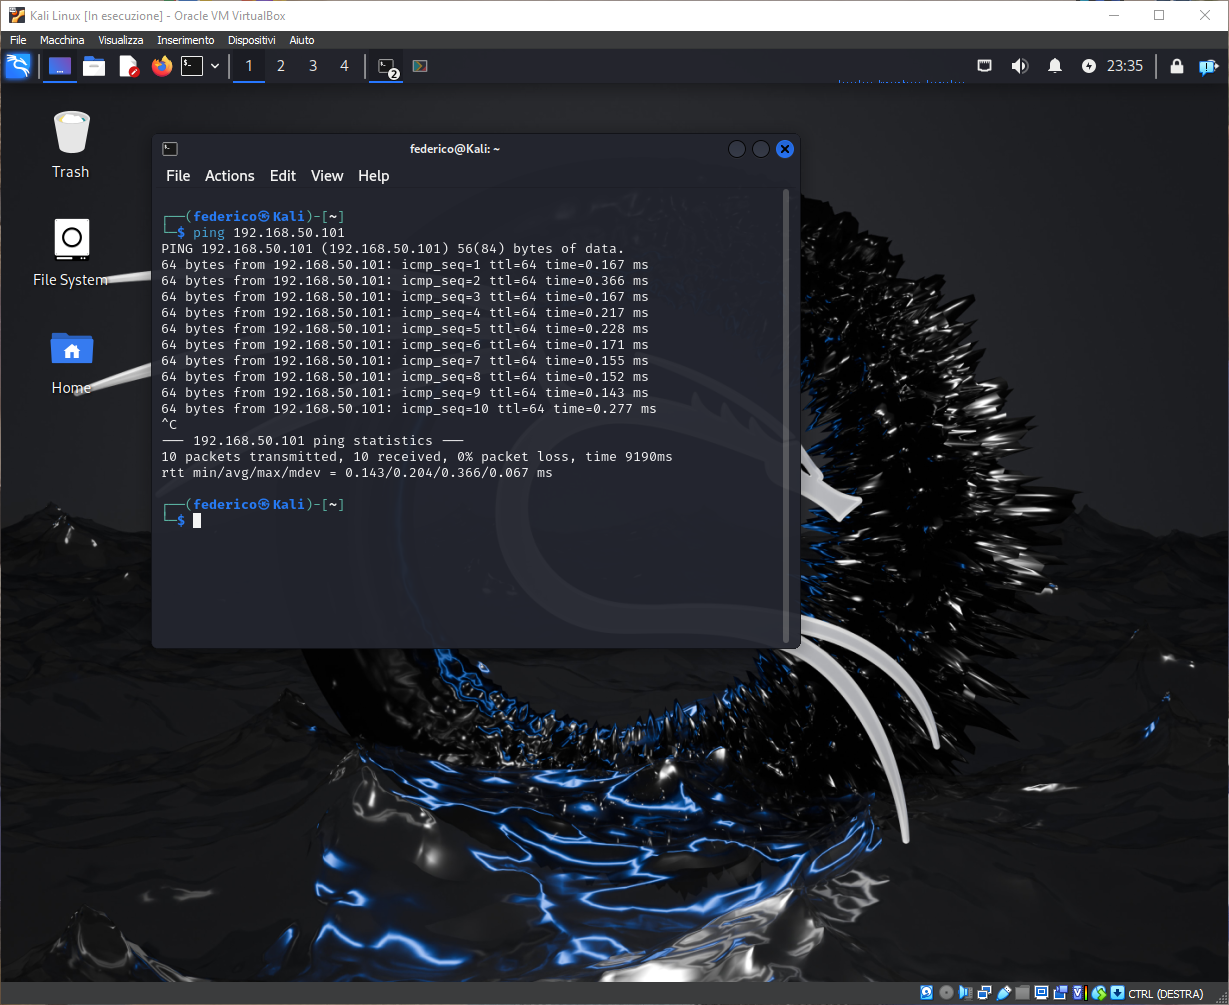 Kali Linux [In esecuzione] - Oracle VM VirtualBox
File Macchina Visualizza Inserimento Dispositivi Aiuto
1 2 3 4 2 23:35
Trash
File System
Home
federico@Kali: ~
File Actions Edit View Help
┌──(federico㉿Kali)-[~]
└─$ ping 192.168.50.101
PING 192.168.50.101 (192.168.50.101) 56(84) bytes of data.
64 bytes from 192.168.50.101: icmp_seq=1 ttl=64 time=0.167 ms
64 bytes from 192.168.50.101: icmp_seq=2 ttl=64 time=0.366 ms
64 bytes from 192.168.50.101: icmp_seq=3 ttl=64 time=0.167 ms
64 bytes from 192.168.50.101: icmp_seq=4 ttl=64 time=0.217 ms
64 bytes from 192.168.50.101: icmp_seq=5 ttl=64 time=0.228 ms
64 bytes from 192.168.50.101: icmp_seq=6 ttl=64 time=0.171 ms
64 bytes from 192.168.50.101: icmp_seq=7 ttl=64 time=0.155 ms
64 bytes from 192.168.50.101: icmp_seq=8 ttl=64 time=0.152 ms
64 bytes from 192.168.50.101: icmp_seq=9 ttl=64 time=0.143 ms
64 bytes from 192.168.50.101: icmp_seq=10 ttl=64 time=0.277 ms
^C
--- 192.168.50.101 ping statistics ---
10 packets transmitted, 10 received, 0% packet loss, time 9190ms
rtt min/avg/max/mdev = 0.143/0.204/0.366/0.067 ms
┌──(federico㉿Kali)-[~]
└─$
CTRL (DESTRA)